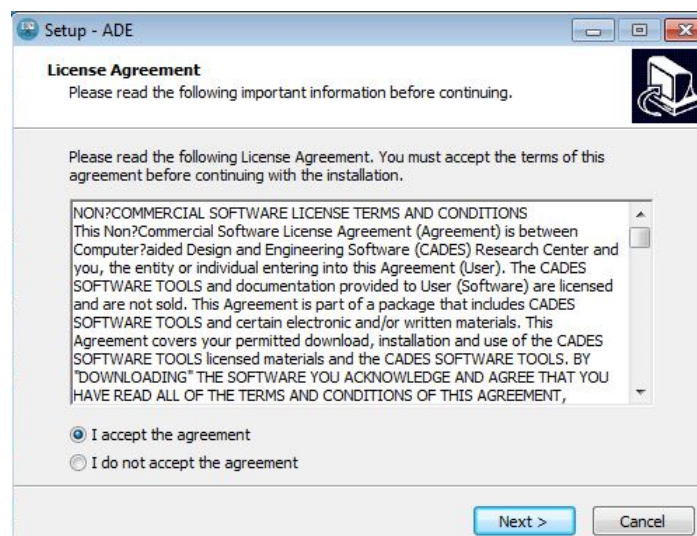 Setup - ADE
License Agreement
Please read the following important information before continuing.
Please read the following License Agreement. You must accept the terms of this
agreement before continuing with the installation.
NON?COMMERCIAL SOFTWARE LICENSE TERMS AND CONDITIONS
This Non?Commercial Software License Agreement (Agreement) is between
Computer?aided Design and Engineering Software (CADES) Research Center and
you, the entity or individual entering into this Agreement (User). The CADES
SOFTWARE TOOLS and documentation provided to User (Software) are licensed
and are not sold. This Agreement is part of a package that includes CADES
SOFTWARE TOOLS and certain electronic and/or written materials. This
Agreement covers your permitted download, installation and use of the CADES
SOFTWARE TOOLS licensed materials and the CADES SOFTWARE TOOLS. BY
"DOWNLOADING" THE SOFTWARE YOU ACKNOWLEDGE AND AGREE THAT YOU
HAVE READ ALL OF THE TERMS AND CONDITIONS OF THIS AGREEMENT,
I accept the agreement
I do not accept the agreement
Next >
Cancel